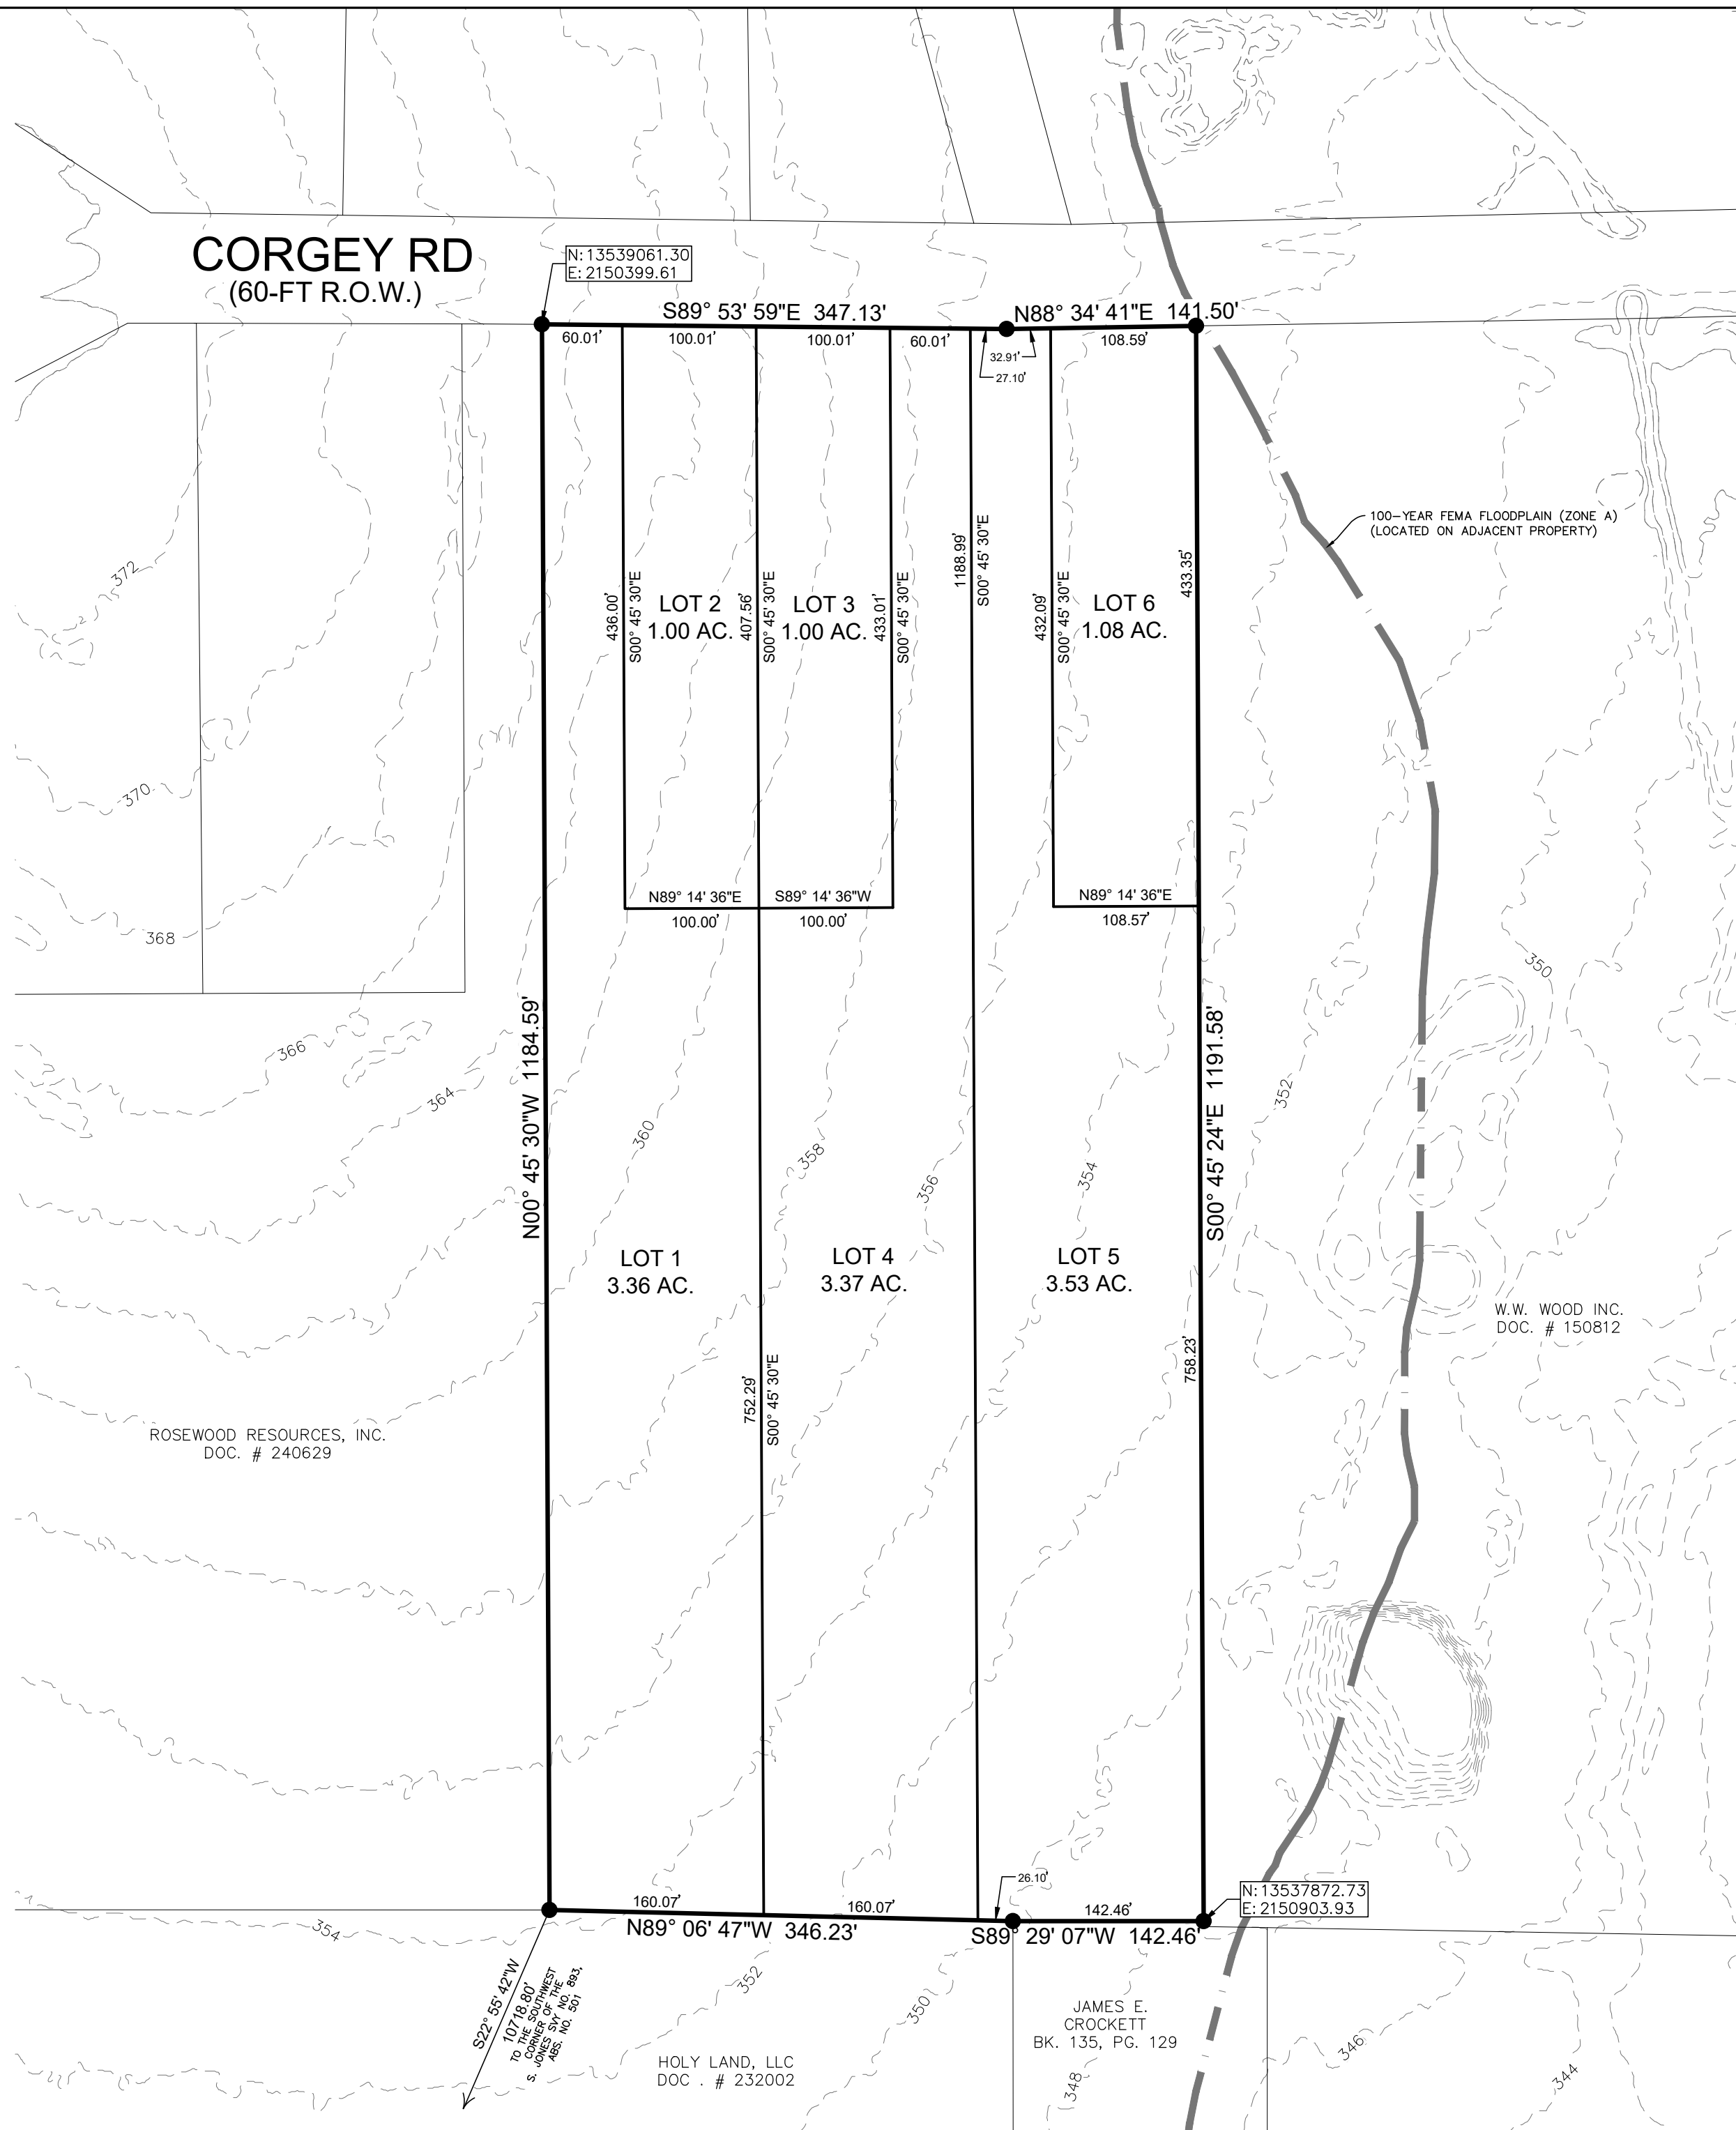 CORGEY RD
(60-FT R.O.W.)
N:13539061.30
E: 2150399.61
S89° 53' 59"E 347.13'
N88° 34' 41"E 141.50'
60.01'
100.01'
100.01'
60.01'
32.91'
27.10'
108.59'
100-YEAR FEMA FLOODPLAIN (ZONE A)
(LOCATED ON ADJACENT PROPERTY)
372
436.00'
S00° 45' 30"E
LOT 2
1.00 AC.
407.56'
S00° 45' 30"E
LOT 3
1.00 AC.
433.01'
S00° 45' 30"E
1188.99'
S00° 45' 30"E
432.09'
S00° 45' 30"E
LOT 6
1.08 AC.
433.35'
370
368
N89° 14' 36"E
100.00'
S89° 14' 36"W
100.00'
N89° 14' 36"E
108.57'
350
366
364
N00° 45' 30"W 1184.59'
S00° 45' 24"E 1191.58'
360
358
356
354
352
LOT 1
3.36 AC.
LOT 4
3.37 AC.
LOT 5
3.53 AC.
W.W. WOOD INC.
DOC. # 150812
752.29'
S00° 45' 30"E
758.23'
ROSEWOOD RESOURCES, INC.
DOC. # 240629
26.10'
160.07'
160.07'
142.46'
N:13537872.73
E: 2150903.93
354
N89° 06' 47"W 346.23'
S89° 29' 07"W 142.46'
S22° 55' 42"W
10718.80'
TO THE SOUTHWEST
CORNER OF THE
S. JONES SVY NO. 893,
ABS. NO. 501
352
350
348
346
344
HOLY LAND, LLC
DOC . # 232002
JAMES E.
CROCKETT
BK. 135, PG. 129